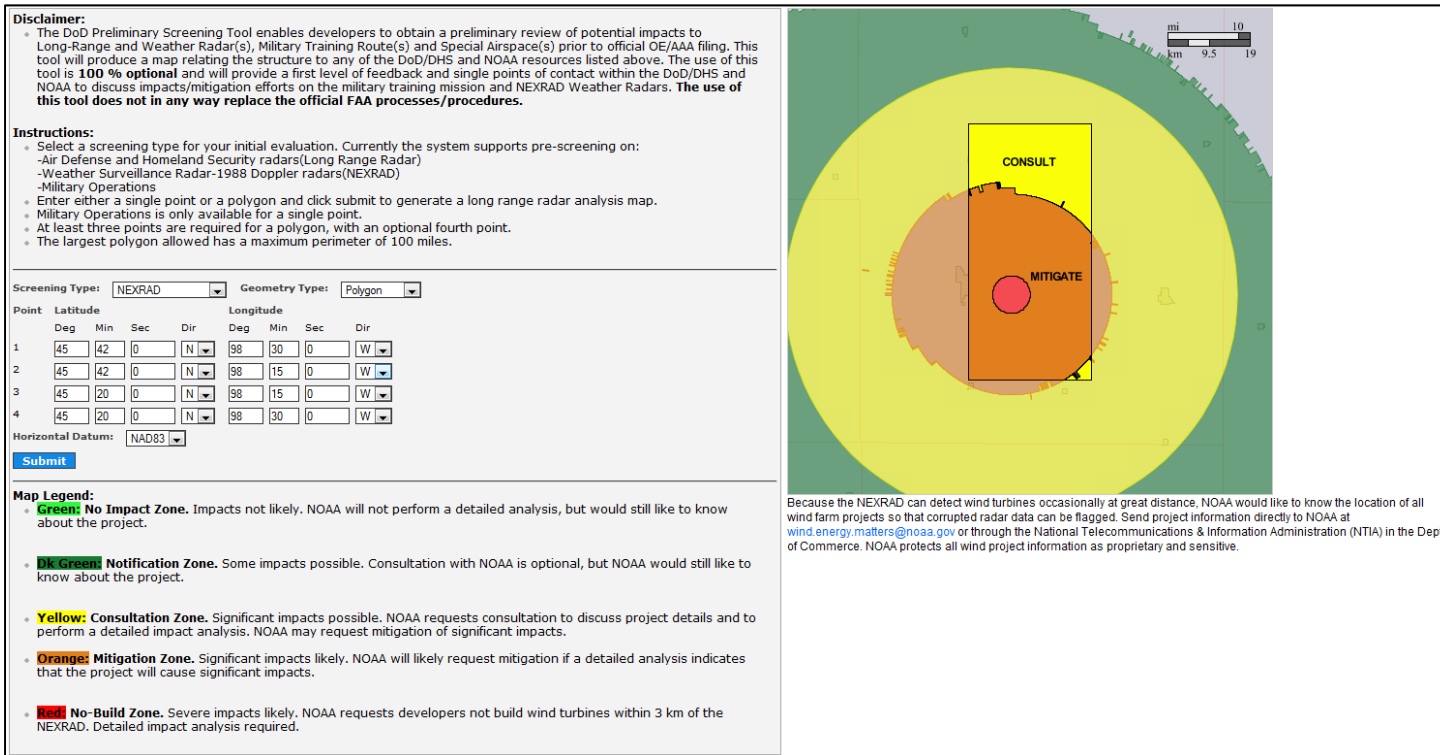 Disclaimer:
The DoD Preliminary Screening Tool enables developers to obtain a preliminary review of potential impacts to
Long-Range and Weather Radar(s), Military Training Route(s) and Special Airspace(s) prior to official OE/AAA filing. This
tool will produce a map relating the structure to any of the DoD/DHS and NOAA resources listed above. The use of this
tool is 100 % optional and will provide a first level of feedback and single points of contact within the DoD/DHS and
NOAA to discuss impacts/mitigation efforts on the military training mission and NEXRAD Weather Radars. The use of
this tool does not in any way replace the official FAA processes/procedures.
Instructions:
Select a screening type for your initial evaluation. Currently the system supports pre-screening on:
-Air Defense and Homeland Security radars(Long Range Radar)
-Weather Surveillance Radar-1988 Doppler radars(NEXRAD)
-Military Operations
Enter either a single point or a polygon and click submit to generate a long range radar analysis map.
Military Operations is only available for a single point.
At least three points are required for a polygon, with an optional fourth point.
The largest polygon allowed has a maximum perimeter of 100 miles.
Screening Type: NEXRAD Geometry Type: Polygon
Point Latitude Longitude
Deg Min Sec Dir Deg Min Sec Dir
1 45 42 0 N 98 30 0 W
2 45 42 0 N 98 15 0 W
3 45 20 0 N 98 15 0 W
4 45 20 0 N 98 30 0 W
Horizontal Datum: NAD83
Submit
Map Legend:
Green: No Impact Zone. Impacts not likely. NOAA will not perform a detailed analysis, but would still like to know
about the project.
Dk Green: Notification Zone. Some impacts possible. Consultation with NOAA is optional, but NOAA would still like to
know about the project.
Yellow: Consultation Zone. Significant impacts possible. NOAA requests consultation to discuss project details and to
perform a detailed impact analysis. NOAA may request mitigation of significant impacts.
Orange: Mitigation Zone. Significant impacts likely. NOAA will likely request mitigation if a detailed analysis indicates
that the project will cause significant impacts.
Red: No-Build Zone. Severe impacts likely. NOAA requests developers not build wind turbines within 3 km of the
NEXRAD. Detailed impact analysis required.
mi 10
km 9.5 19
CONSULT
MITIGATE
Because the NEXRAD can detect wind turbines occasionally at great distance, NOAA would like to know the location of all
wind farm projects so that corrupted radar data can be flagged. Send project information directly to NOAA at
wind.energy.matters@noaa.gov or through the National Telecommunications & Information Administration (NTIA) in the Dept
of Commerce. NOAA protects all wind project information as proprietary and sensitive.